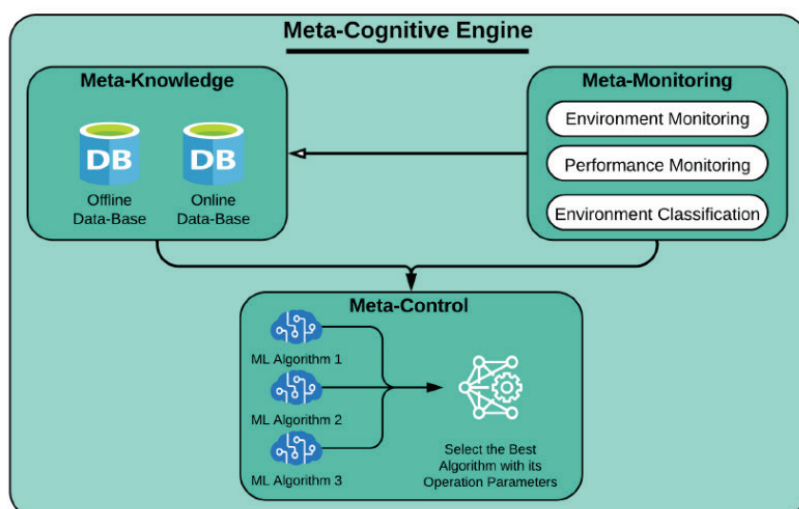 Meta-Cognitive Engine
Meta-Knowledge
DB
DB
Offline
Data-Base
Online
Data-Base
Meta-Monitoring
Environment Monitoring
Performance Monitoring
Environment Classification
Meta-Control
ML Algorithm 1
ML Algorithm 2
ML Algorithm 3
Select the Best
Algorithm with its
Operation Parameters